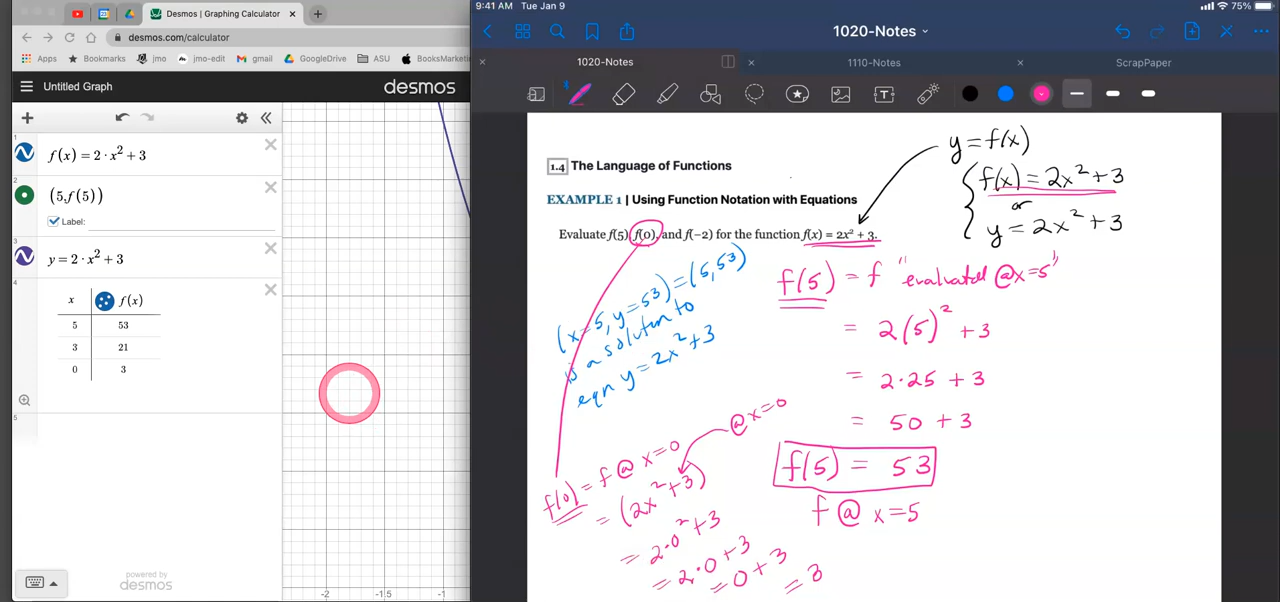 Desmos | Graphing Calculator
desmos.com/calculator
Apps
Bookmarks
jmo
jmo-edit
gmail
GoogleDrive
ASU
BooksMarketing
Untitled Graph
desmos
1
f(x) = 2 · x² + 3
2
(5,f(5))
Label:
3
y = 2 · x² + 3
4
x f(x)
5 53
3 21
0 3
5
powered by
desmos
-2 -1.5 -1
9:41 AM Tue Jan 9
75%
1020-Notes
1020-Notes
1110-Notes
ScrapPaper
1.4 The Language of Functions
EXAMPLE 1 | Using Function Notation with Equations
Evaluate f(5), f(0), and f(−2) for the function f(x) = 2x² + 3.
y = f(x)
f(x) = 2x² + 3
or
y = 2x² + 3
f(5) = f "evaluated @x=5"
= 2(5)² + 3
= 2·25 + 3
= 50 + 3
f(5) = 53
f @ x=5
(x=5, y=53) = (5, 53)
is a solution to
eqn y = 2x² + 3
@x=0
f(0) = f @ x=0
= (2x² + 3)
= 2·0² + 3
= 2·0 + 3
= 0 + 3
= 3